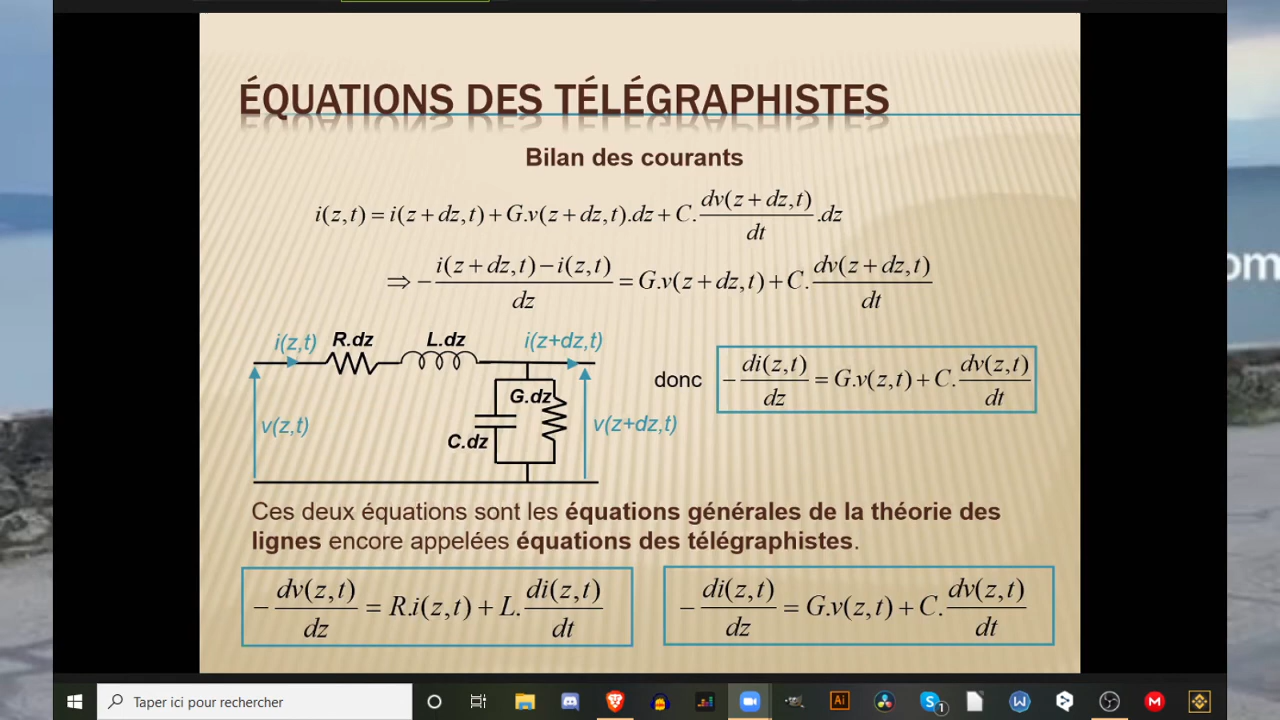 ÉQUATIONS DES TÉLÉGRAPHISTES
Bilan des courants
i(z,t) = i(z+dz,t) + G.v(z+dz,t).dz + C. dv(z+dz,t)/dt .dz
⇒ − i(z+dz,t) − i(z,t)/dz = G.v(z+dz,t) + C. dv(z+dz,t)/dt
i(z,t) R.dz L.dz i(z+dz,t)
donc − di(z,t)/dz = G.v(z,t) + C. dv(z,t)/dt
G.dz
v(z,t) C.dz v(z+dz,t)
Ces deux équations sont les équations générales de la théorie des
lignes encore appelées équations des télégraphistes.
− dv(z,t)/dz = R.i(z,t) + L. di(z,t)/dt
− di(z,t)/dz = G.v(z,t) + C. dv(z,t)/dt
om
Taper ici pour rechercher
Ai
S 1
W
M